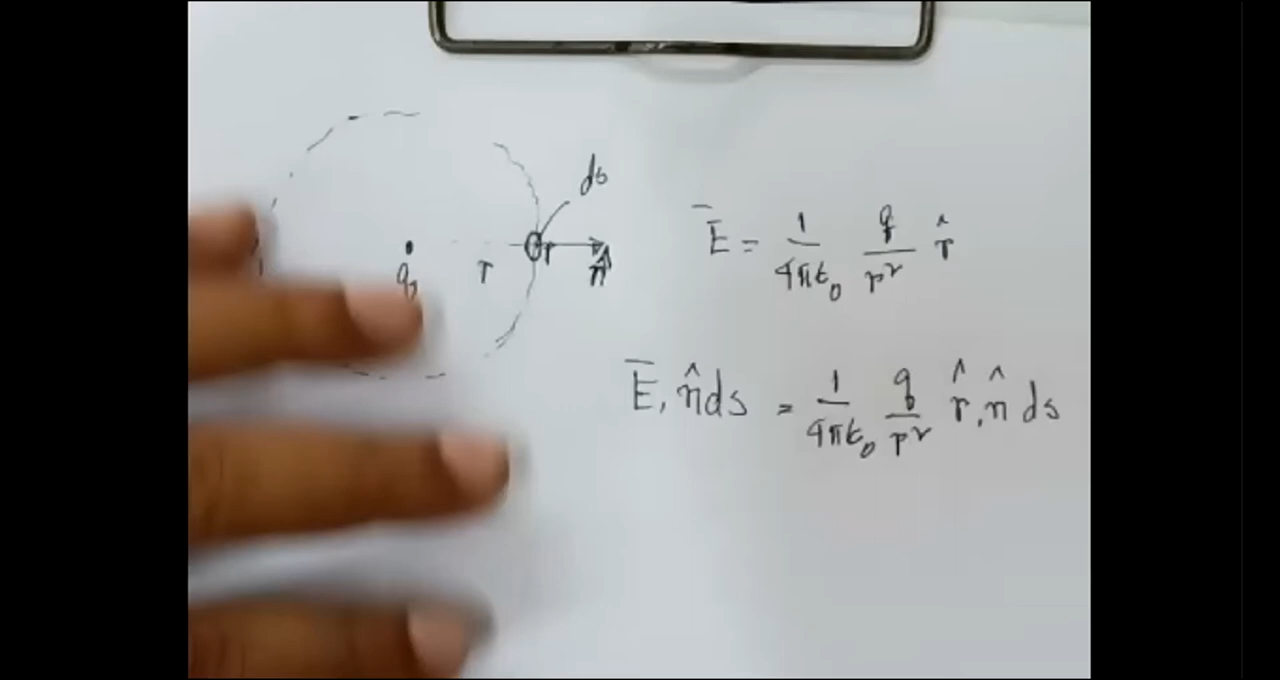 ds
q
r
n̂
E̅ = 1/4πε₀ q/r² r̂
E̅ . n̂ ds = 1/4πε₀ q/r² r̂ . n̂ ds